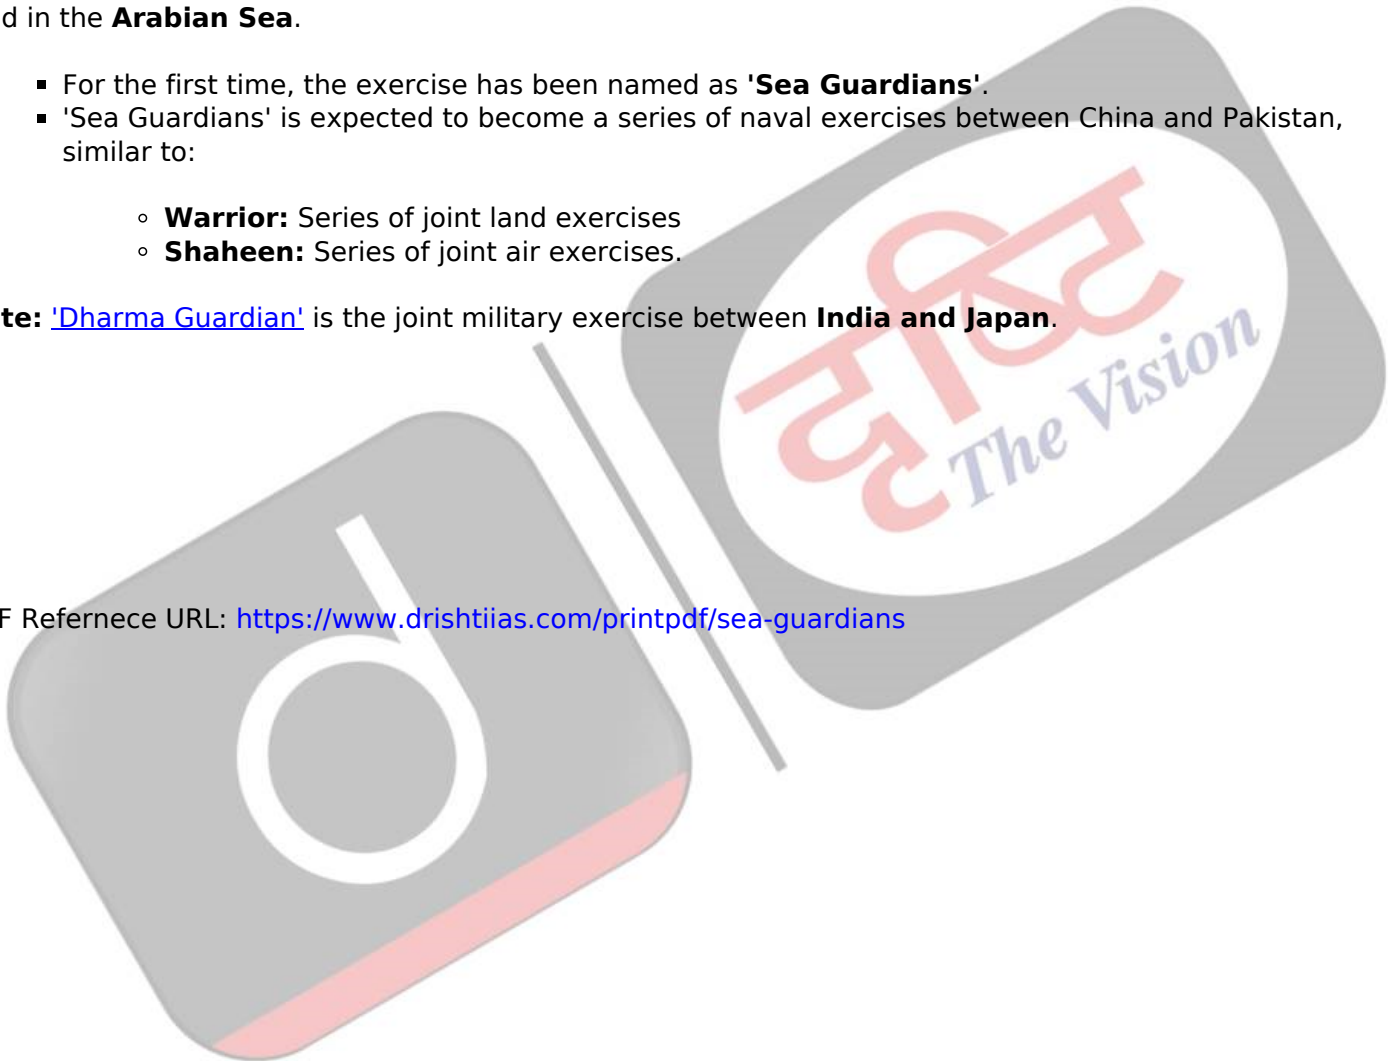 d in the Arabian Sea.
▪ For the first time, the exercise has been named as 'Sea Guardians'.
▪ 'Sea Guardians' is expected to become a series of naval exercises between China and Pakistan,
similar to:
◦ Warrior: Series of joint land exercises
◦ Shaheen: Series of joint air exercises.
te: 'Dharma Guardian' is the joint military exercise between India and Japan.
दृष्टि
The Vision
d
F Refernece URL: https://www.drishtiias.com/printpdf/sea-guardians